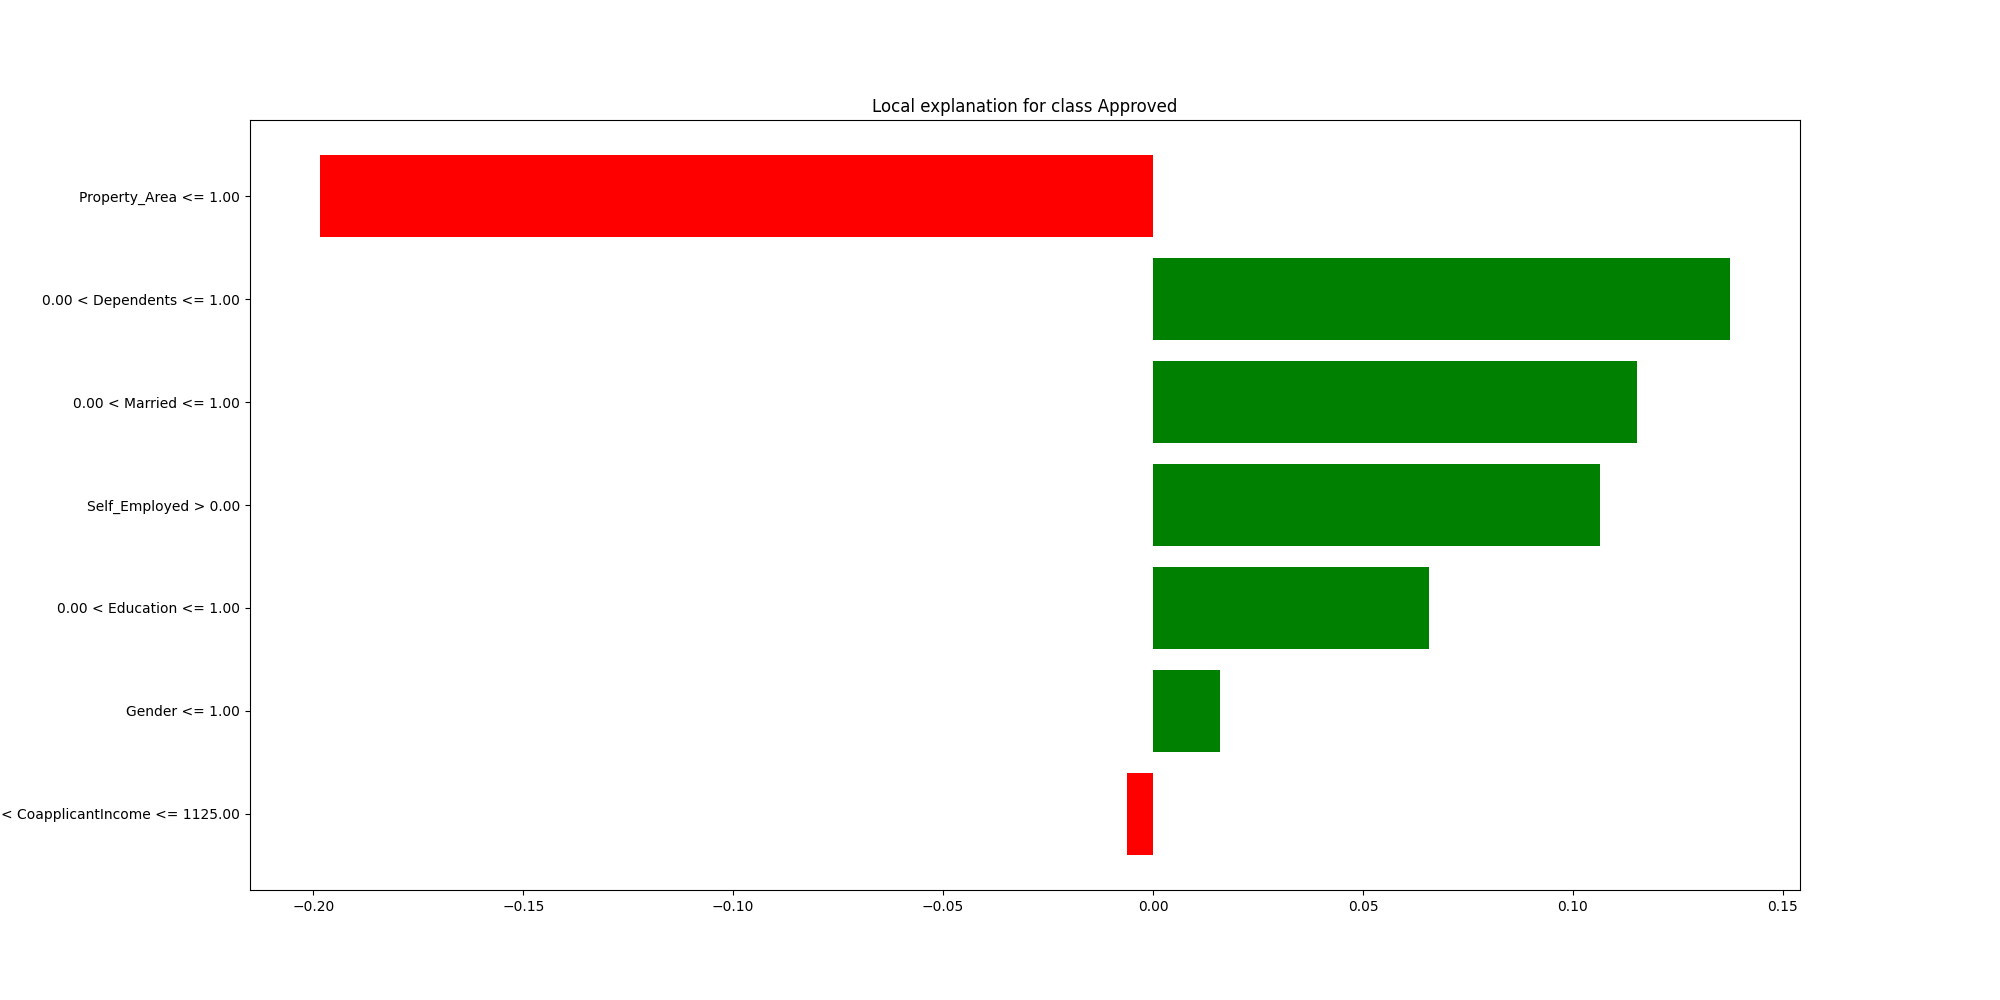 Local explanation for class Approved
Property_Area <= 1.00
0.00 < Dependents <= 1.00
0.00 < Married <= 1.00
Self_Employed > 0.00
0.00 < Education <= 1.00
Gender <= 1.00
< CoapplicantIncome <= 1125.00
−0.20 −0.15 −0.10 −0.05 0.00 0.05 0.10 0.15